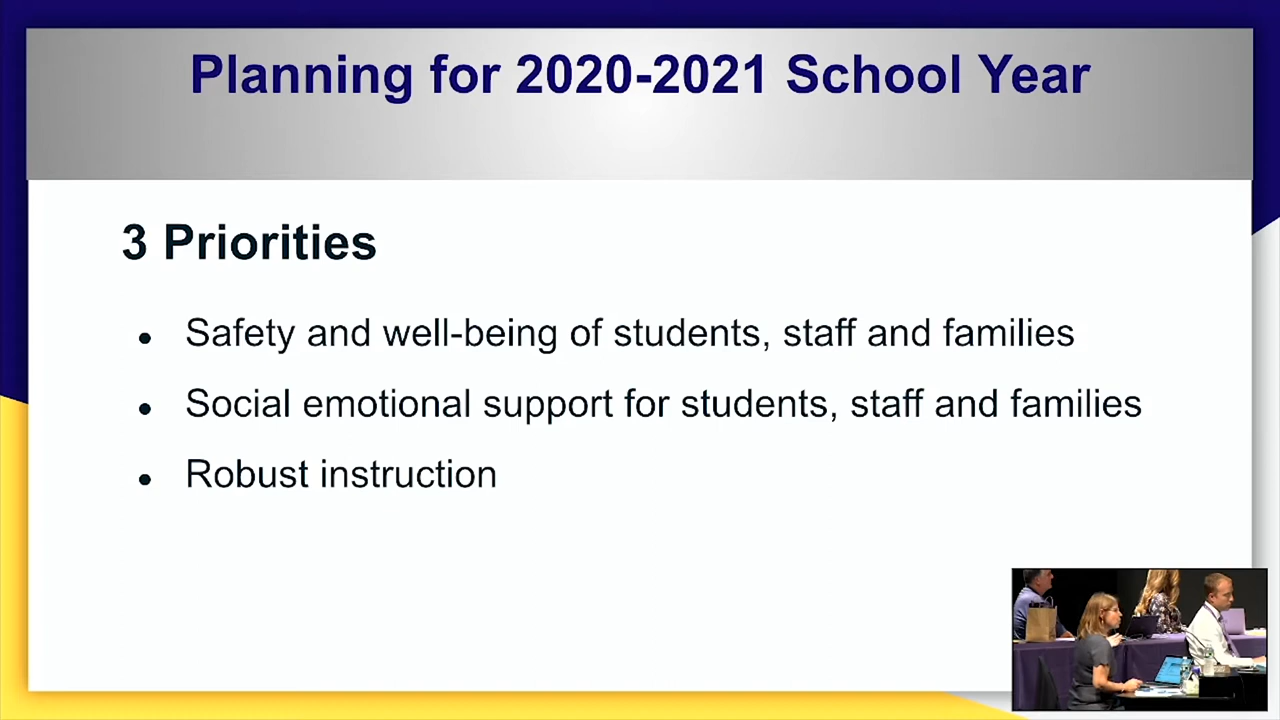 Planning for 2020-2021 School Year
3 Priorities
• Safety and well-being of students, staff and families
• Social emotional support for students, staff and families
• Robust instruction